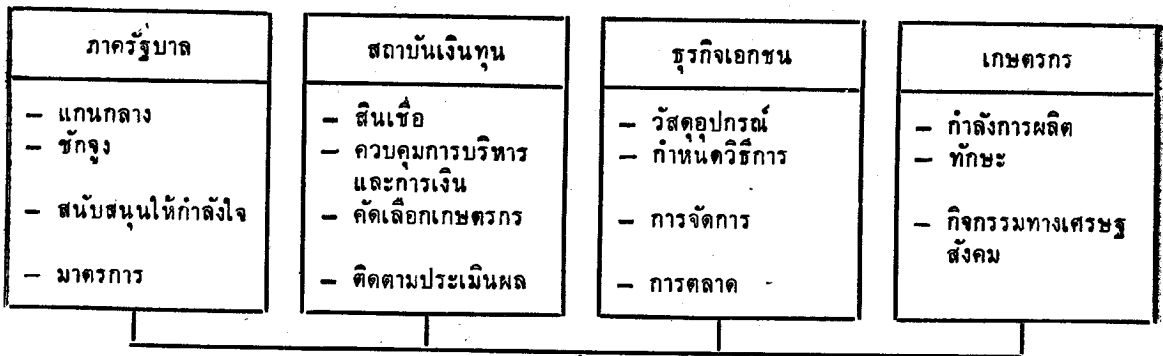 ภาครัฐบาล
– แกนกลาง
– ชักจูง
– สนับสนุนให้กำลังใจ
– มาตรการ
สถาบันเงินทุน
– สินเชื่อ
– ควบคุมการบริหาร
และการเงิน
– คัดเลือกเกษตรกร
– ติดตามประเมินผล
ธุรกิจเอกชน
– วัสดุอุปกรณ์
– กำหนดวิธีการ
– การจัดการ
– การตลาด
เกษตรกร
– กำลังการผลิต
– ทักษะ
– กิจกรรมทางเศรษฐ
สังคม